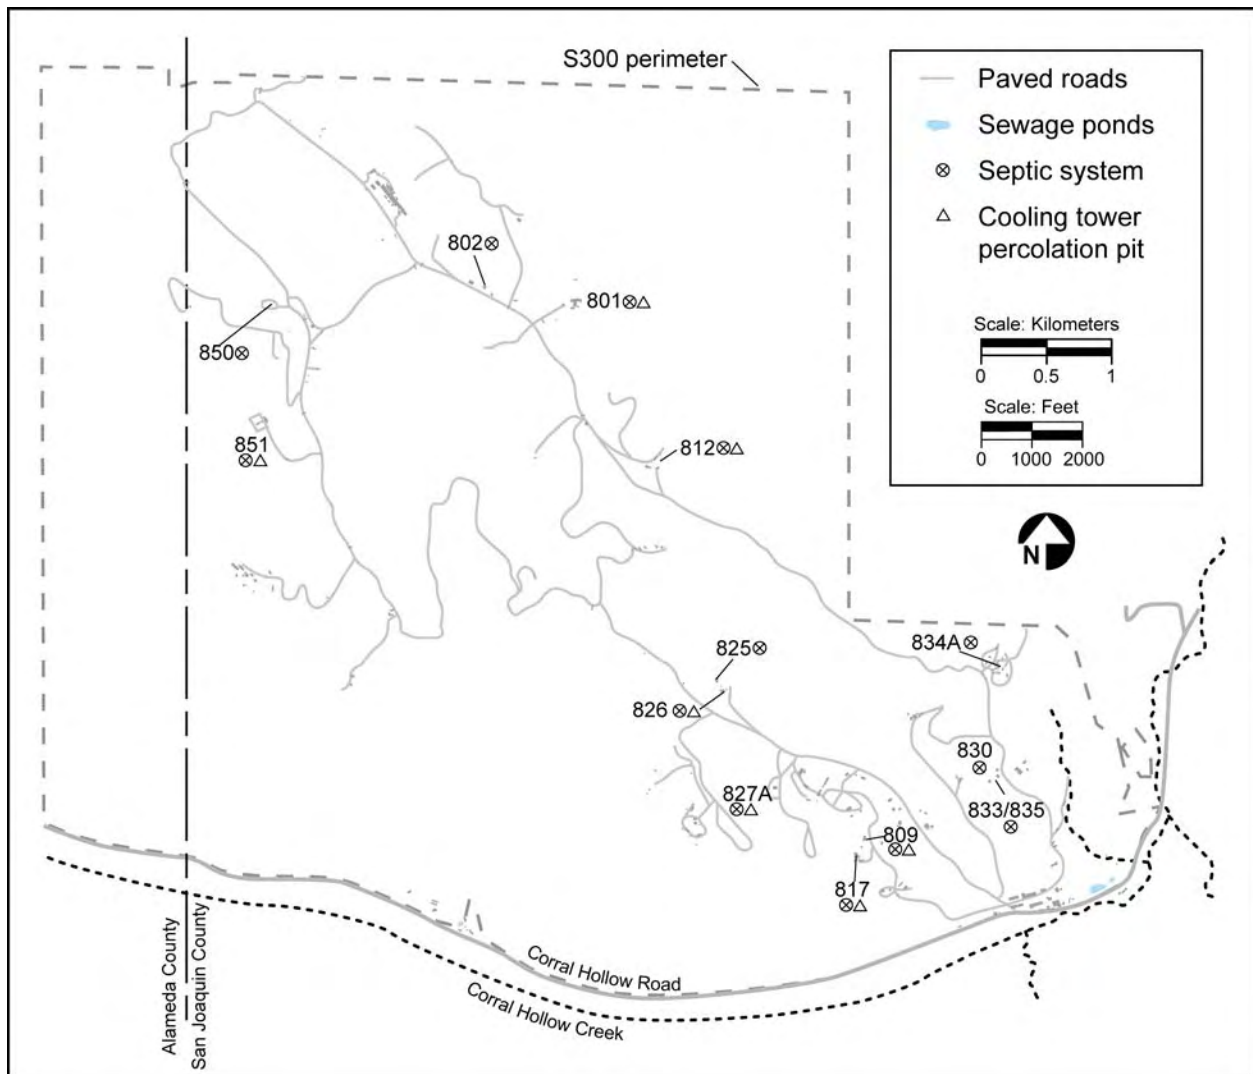 S300 perimeter
Paved roads
Sewage ponds
Septic system
Cooling tower
percolation pit
Scale: Kilometers
0 0.5 1
Scale: Feet
0 1000 2000
N
802
801
850
851
812
825
834A
826
830
827A
833/835
809
817
Corral Hollow Road
Corral Hollow Creek
Alameda County
San Joaquin County